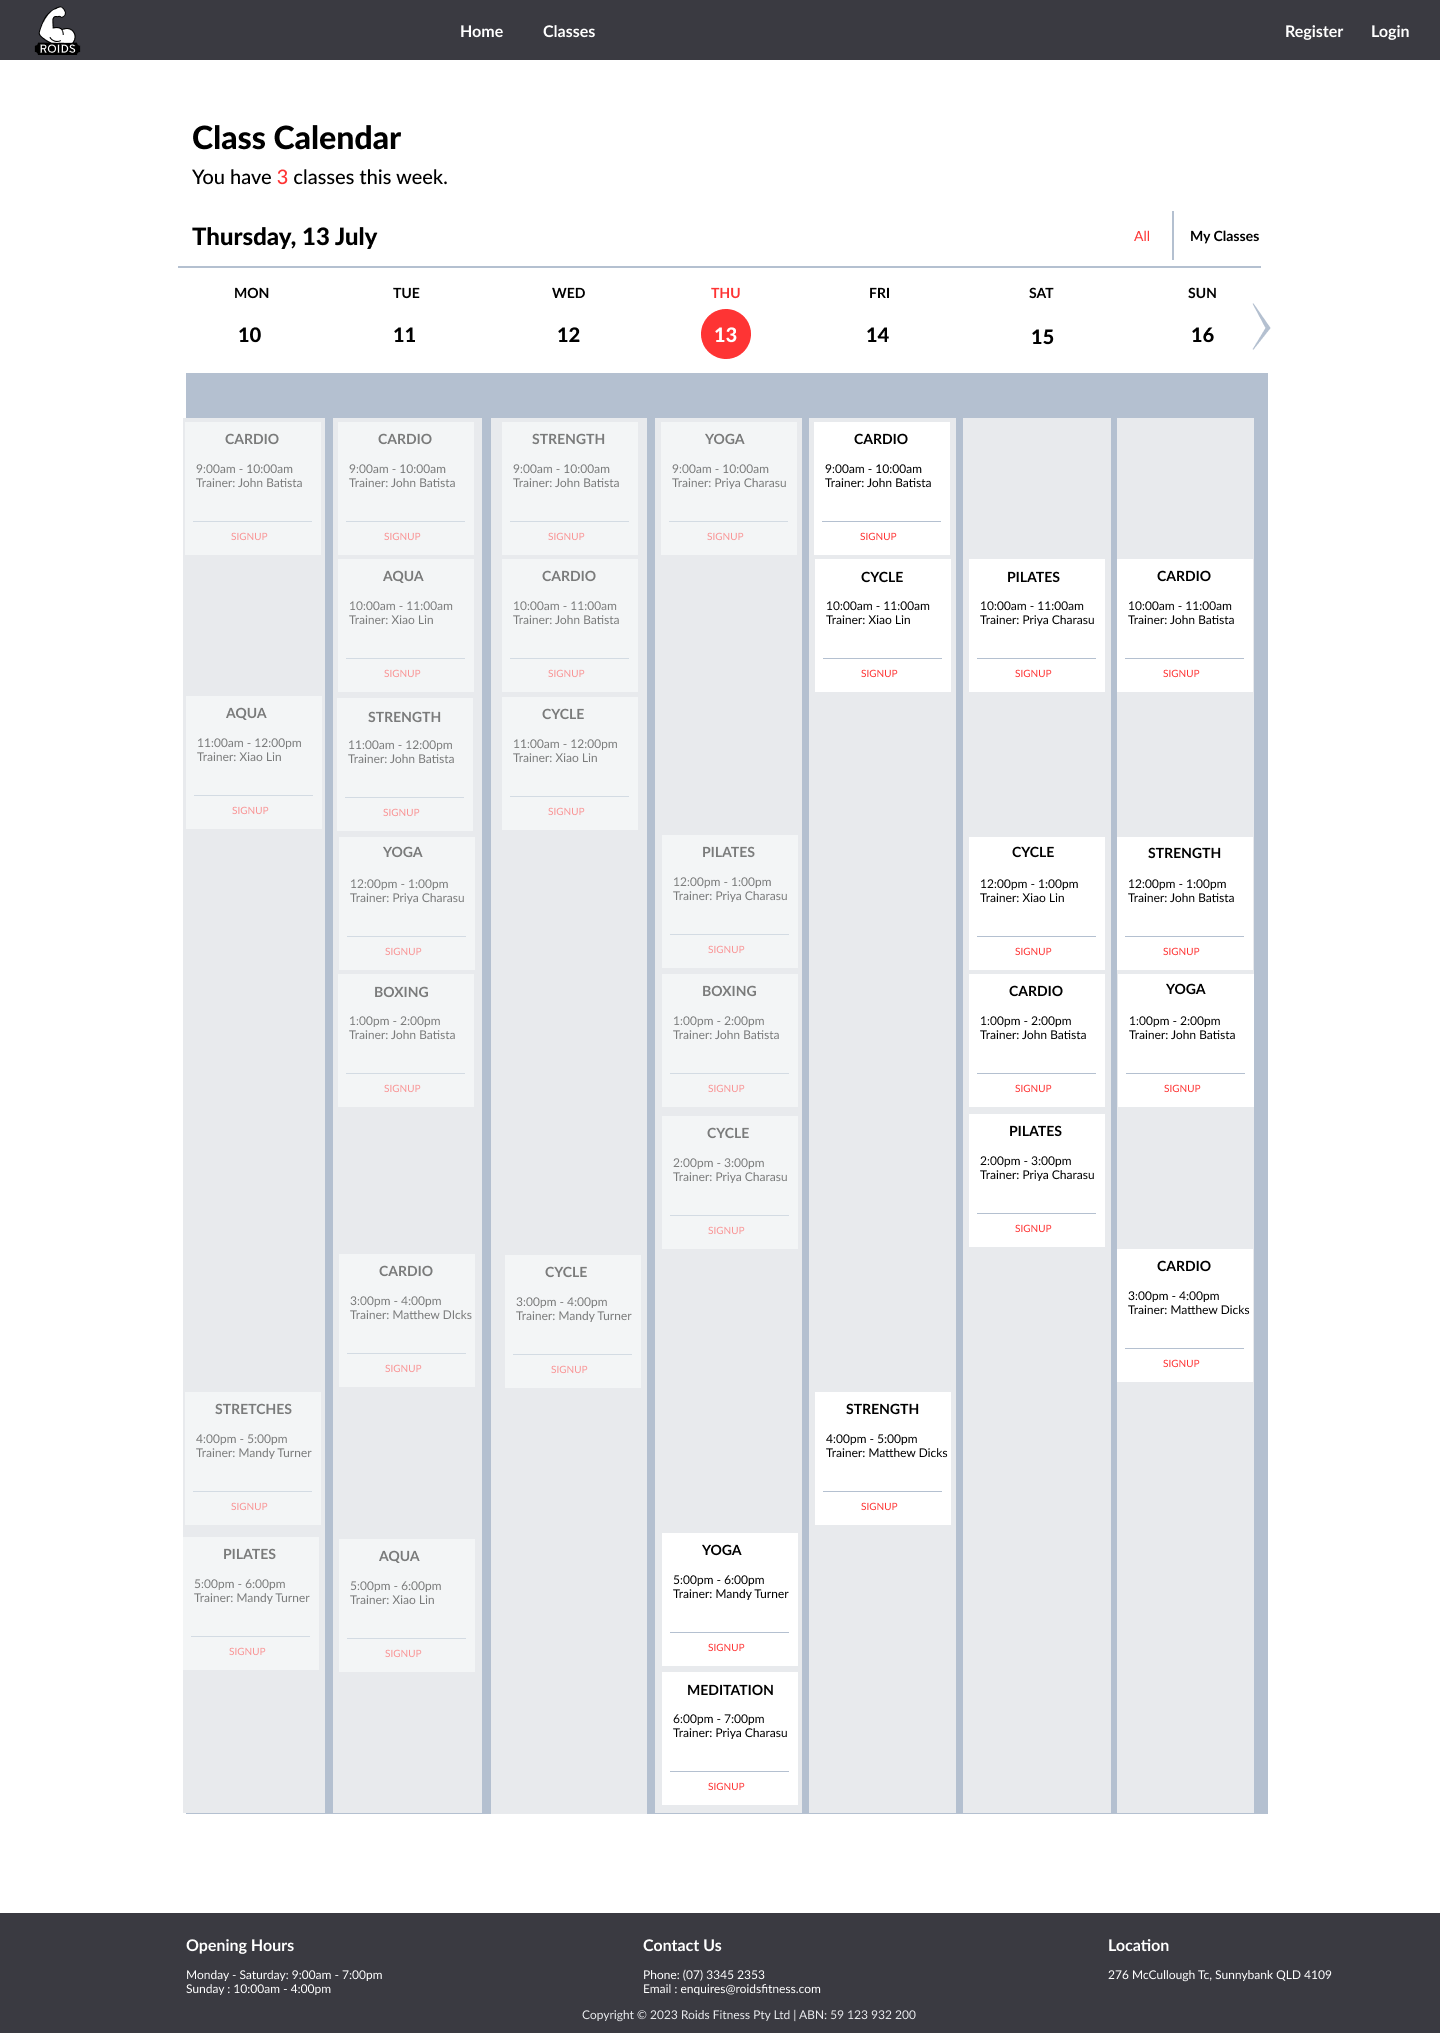 ROIDS
Home
Classes
Register
Login
Class Calendar
You have 3 classes this week.
Thursday, 13 July
All
My Classes
MON
TUE
WED
THU
FRI
SAT
SUN
10
11
12
13
14
15
16
CARDIO
9:00am - 10:00am
Trainer: John Batista
SIGNUP
AQUA
11:00am - 12:00pm
Trainer: Xiao Lin
SIGNUP
STRETCHES
4:00pm - 5:00pm
Trainer: Mandy Turner
SIGNUP
PILATES
5:00pm - 6:00pm
Trainer: Mandy Turner
SIGNUP
CARDIO
9:00am - 10:00am
Trainer: John Batista
SIGNUP
AQUA
10:00am - 11:00am
Trainer: Xiao Lin
SIGNUP
STRENGTH
11:00am - 12:00pm
Trainer: John Batista
SIGNUP
YOGA
12:00pm - 1:00pm
Trainer: Priya Charasu
SIGNUP
BOXING
1:00pm - 2:00pm
Trainer: John Batista
SIGNUP
CARDIO
3:00pm - 4:00pm
Trainer: Matthew DIcks
SIGNUP
AQUA
5:00pm - 6:00pm
Trainer: Xiao Lin
SIGNUP
STRENGTH
9:00am - 10:00am
Trainer: John Batista
SIGNUP
CARDIO
10:00am - 11:00am
Trainer: John Batista
SIGNUP
CYCLE
11:00am - 12:00pm
Trainer: Xiao Lin
SIGNUP
CYCLE
3:00pm - 4:00pm
Trainer: Mandy Turner
SIGNUP
YOGA
9:00am - 10:00am
Trainer: Priya Charasu
SIGNUP
PILATES
12:00pm - 1:00pm
Trainer: Priya Charasu
SIGNUP
BOXING
1:00pm - 2:00pm
Trainer: John Batista
SIGNUP
CYCLE
2:00pm - 3:00pm
Trainer: Priya Charasu
SIGNUP
YOGA
5:00pm - 6:00pm
Trainer: Mandy Turner
SIGNUP
MEDITATION
6:00pm - 7:00pm
Trainer: Priya Charasu
SIGNUP
CARDIO
9:00am - 10:00am
Trainer: John Batista
SIGNUP
CYCLE
10:00am - 11:00am
Trainer: Xiao Lin
SIGNUP
STRENGTH
4:00pm - 5:00pm
Trainer: Matthew Dicks
SIGNUP
PILATES
10:00am - 11:00am
Trainer: Priya Charasu
SIGNUP
CYCLE
12:00pm - 1:00pm
Trainer: Xiao Lin
SIGNUP
CARDIO
1:00pm - 2:00pm
Trainer: John Batista
SIGNUP
PILATES
2:00pm - 3:00pm
Trainer: Priya Charasu
SIGNUP
CARDIO
10:00am - 11:00am
Trainer: John Batista
SIGNUP
STRENGTH
12:00pm - 1:00pm
Trainer: John Batista
SIGNUP
YOGA
1:00pm - 2:00pm
Trainer: John Batista
SIGNUP
CARDIO
3:00pm - 4:00pm
Trainer: Matthew Dicks
SIGNUP
Opening Hours
Monday - Saturday: 9:00am - 7:00pm
Sunday : 10:00am - 4:00pm
Contact Us
Phone: (07) 3345 2353
Email : enquires@roidsfitness.com
Location
276 McCullough Tc, Sunnybank QLD 4109
Copyright © 2023 Roids Fitness Pty Ltd | ABN: 59 123 932 200